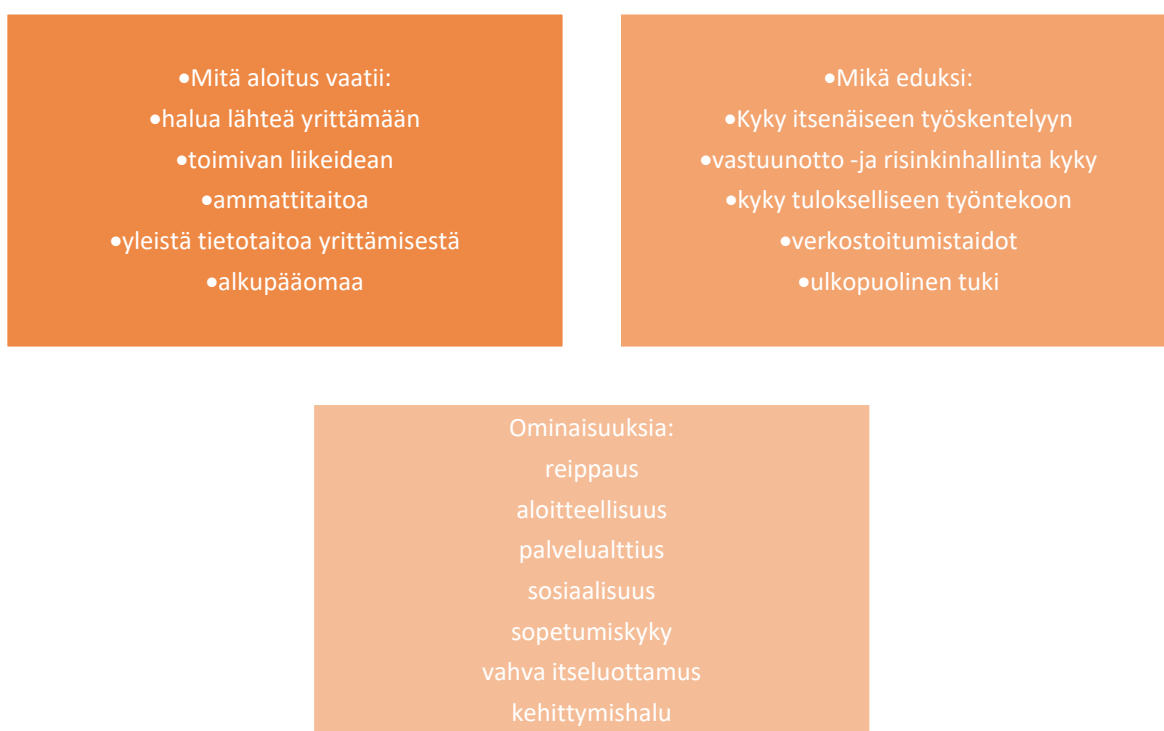 •Mitä aloitus vaatii:
•halua lähteä yrittämään
•toimivan liikeidean
•ammattitaitoa
•yleistä tietotaitoa yrittämisestä
•alkupääomaa
•Mikä eduksi:
•Kyky itsenäiseen työskentelyyn
•vastuunotto -ja risinkinhallinta kyky
•kyky tulokselliseen työntekoon
•verkostoitumistaidot
•ulkopuolinen tuki
Ominaisuuksia:
reippaus
aloitteellisuus
palvelualttius
sosiaalisuus
sopetumiskyky
vahva itseluottamus
kehittymishalu